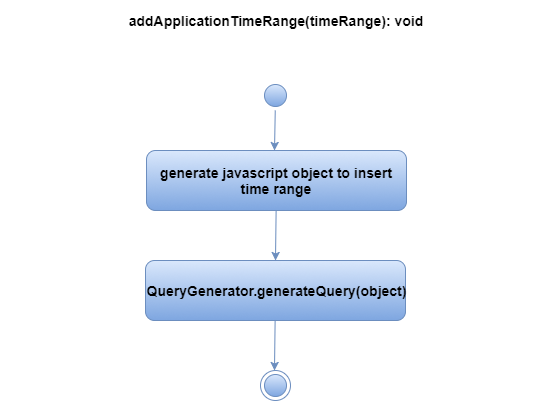 addApplicationTimeRange(timeRange): void
generate javascript object to insert
time range
QueryGenerator.generateQuery(object)